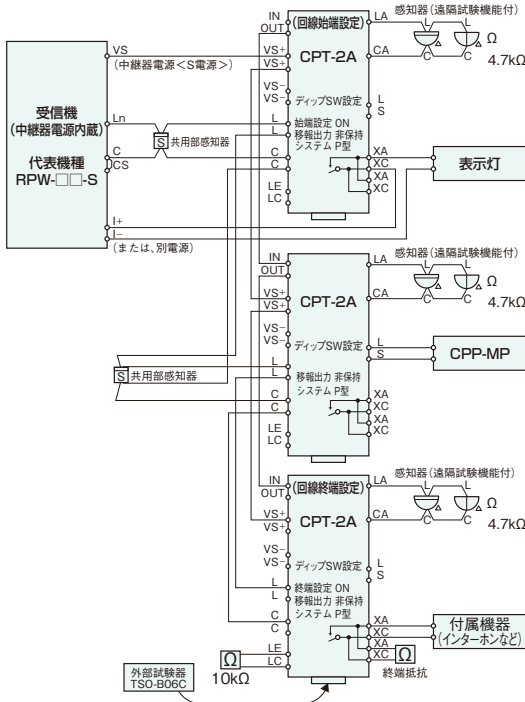 受信機
(中継器電源内蔵)
代表機種
RPW-□□-S
VS
(中継器電源<S電源>)
Ln
C
CS
S 共用部感知器
I+
I−
(または、別電源)
IN
OUT
VS+
VS+
VS−
VS−
L
L
C
C
LE
LC
(回線始端設定)
CPT-2A
ディップSW設定
始端設定 ON
移報出力 非保持
システム P型
LA
CA
L
S
XA
XC
XA
XC
感知器(遠隔試験機能付)
L
L
C
C
Ω
4.7kΩ
表示灯
S 共用部感知器
IN
OUT
VS+
VS+
VS−
VS−
L
L
C
C
LE
LC
CPT-2A
ディップSW設定
移報出力 非保持
システム P型
LA
CA
L
S
XA
XC
XA
XC
感知器(遠隔試験機能付)
L
L
C
C
Ω
4.7kΩ
CPP-MP
IN
OUT
VS+
VS+
VS−
VS−
L
L
C
C
LE
LC
(回線終端設定)
CPT-2A
ディップSW設定
終端設定 ON
移報出力 非保持
システム P型
LA
CA
L
S
XA
XC
XA
XC
感知器(遠隔試験機能付)
L
L
C
C
Ω
4.7kΩ
付属機器
(インターホンなど)
Ω
終端抵抗
Ω
10kΩ
外部試験器
TSO-B06C